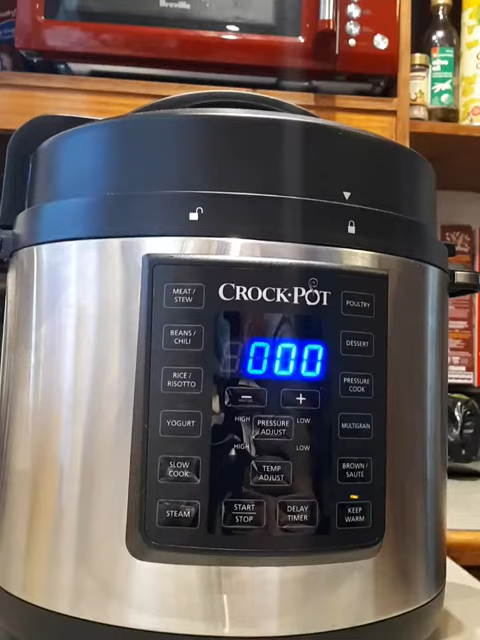 Breville
CROCK·POT
MEAT / STEW
POULTRY
BEANS / CHILI
DESSERT
000
RICE / RISOTTO
PRESSURE COOK
− +
YOGURT
HIGH
PRESSURE ADJUST
LOW
MULTIGRAIN
HIGH
LOW
SLOW COOK
TEMP ADJUST
BROWN / SAUTÉ
STEAM
START STOP
DELAY TIMER
KEEP WARM